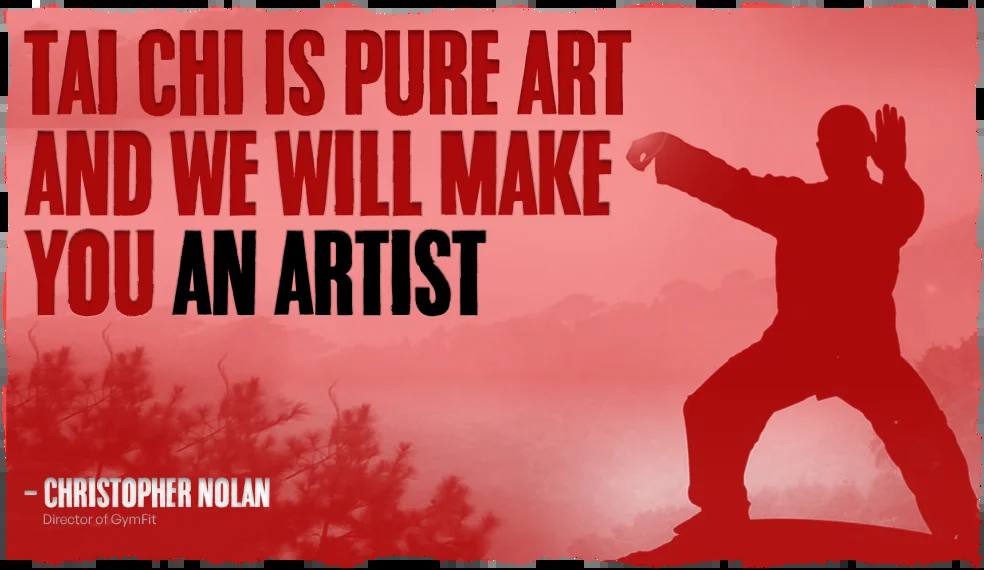 TAI CHI IS PURE ART
AND WE WILL MAKE
YOU AN ARTIST
– CHRISTOPHER NOLAN
Director of GymFit